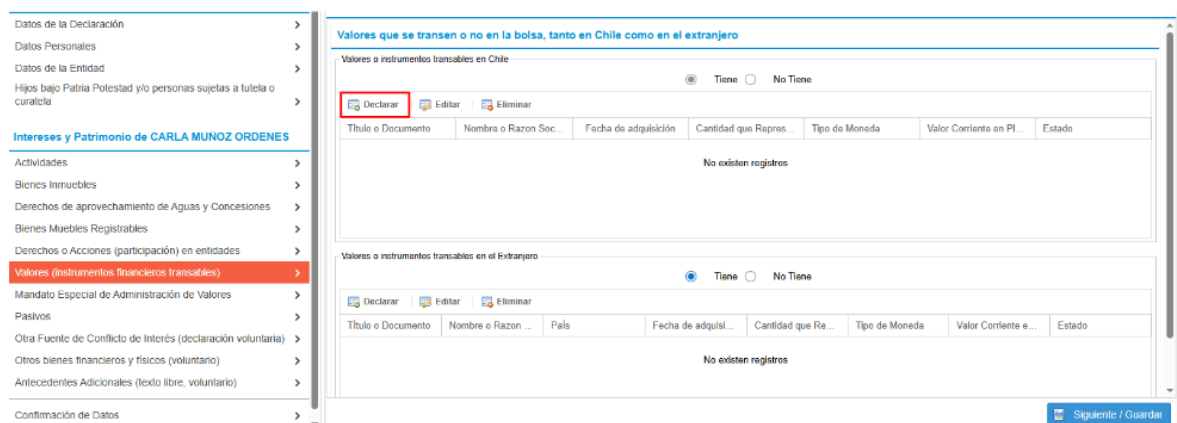 Datos de la Declaración
Datos Personales
Datos de la Entidad
Hijos bajo Patria Potestad y/o personas sujetas a tutela o
curatela
Intereses y Patrimonio de CARLA MUNOZ ORDENES
Actividades
Bienes Inmuebles
Derechos de aprovechamiento de Aguas y Concesiones
Bienes Muebles Registrables
Derechos o Acciones (participación) en entidades
Valores (instrumentos financieros transables)
Mandato Especial de Administración de Valores
Pasivos
Otra Fuente de Conflicto de Interés (declaración voluntaria)
Otros bienes financieros y físicos (voluntario)
Antecedentes Adicionales (texto libre, voluntario)
Confirmación de Datos
Valores que se transen o no en la bolsa, tanto en Chile como en el extranjero
Valores o instrumentos transables en Chile
Tiene No Tiene
Declarar Editar Eliminar
Título o Documento Nombre o Razon Soc... Fecha de adquisición Cantidad que Repres... Tipo de Moneda Valor Corriente en Pl... Estado
No existen registros
Valores o instrumentos transables en el Extranjero
Tiene No Tiene
Declarar Editar Eliminar
Título o Documento Nombre o Razon ... País Fecha de adquisi... Cantidad que Re... Tipo de Moneda Valor Corriente e... Estado
No existen registros
Siguiente / Guardar